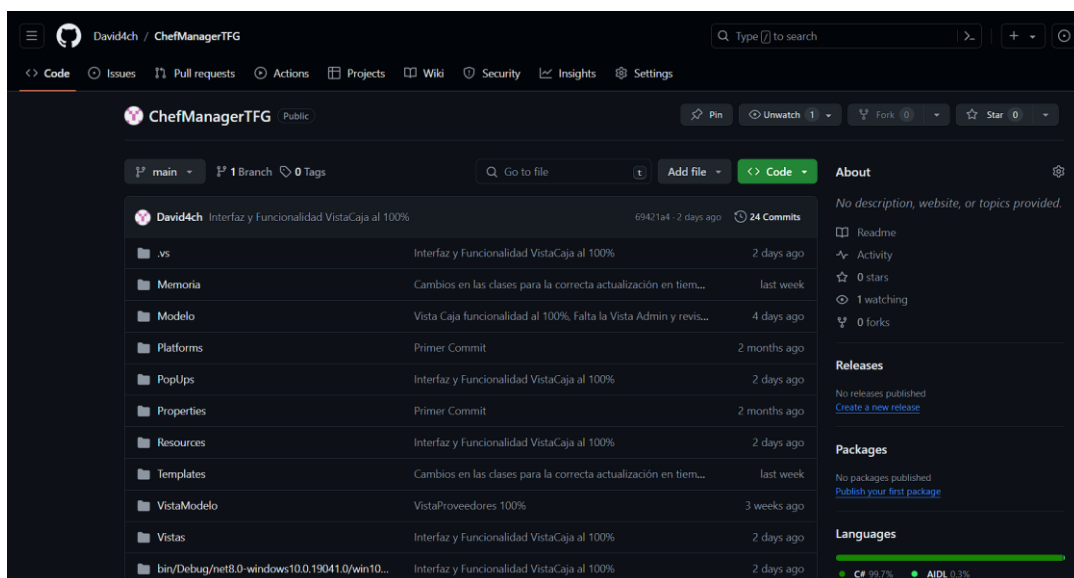 David4ch / ChefManagerTFG
Type / to search
Code Issues Pull requests Actions Projects Wiki Security Insights Settings
ChefManagerTFG Public
Pin Unwatch 1 Fork 0 Star 0
main 1 Branch 0 Tags Go to file t Add file Code
David4ch Interfaz y Funcionalidad VistaCaja al 100% 69421a4 · 2 days ago 24 Commits
.vs Interfaz y Funcionalidad VistaCaja al 100% 2 days ago
Memoria Cambios en las clases para la correcta actualización en tiem... last week
Modelo Vista Caja funcionalidad al 100%, Falta la Vista Admin y revis... 4 days ago
Platforms Primer Commit 2 months ago
PopUps Interfaz y Funcionalidad VistaCaja al 100% 2 days ago
Properties Primer Commit 2 months ago
Resources Interfaz y Funcionalidad VistaCaja al 100% 2 days ago
Templates Cambios en las clases para la correcta actualización en tiem... last week
VistaModelo VistaProveedores 100% 3 weeks ago
Vistas Interfaz y Funcionalidad VistaCaja al 100% 2 days ago
bin/Debug/net8.0-windows10.0.19041.0/win10... Interfaz y Funcionalidad VistaCaja al 100% 2 days ago
About
No description, website, or topics provided.
Readme
Activity
0 stars
1 watching
0 forks
Releases
No releases published
Create a new release
Packages
No packages published
Publish your first package
Languages
C# 99.7% AIDL 0.3%